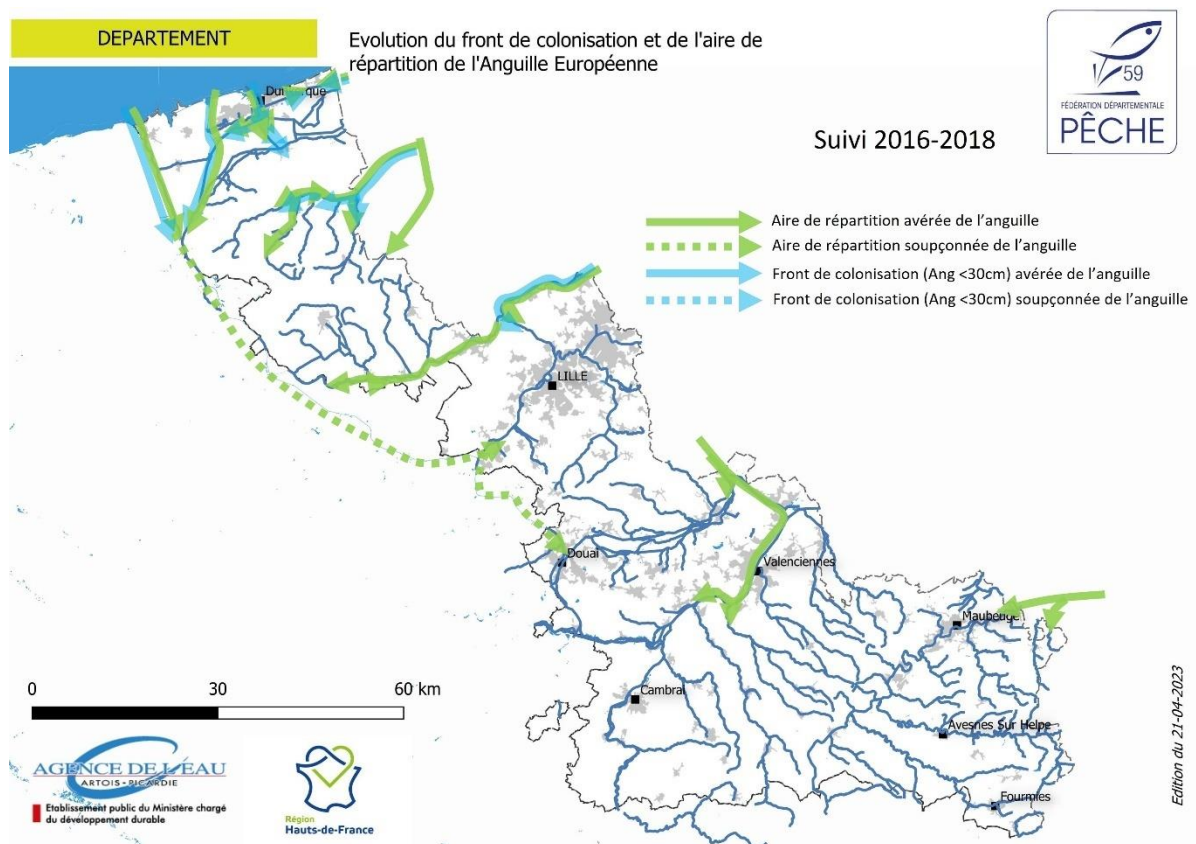 DEPARTEMENT
Evolution du front de colonisation et de l'aire de
répartition de l'Anguille Européenne
59
FÉDÉRATION DÉPARTEMENTALE
PÊCHE
Suivi 2016-2018
Aire de répartition avérée de l'anguille
Aire de répartition soupçonnée de l'anguille
Front de colonisation (Ang <30cm) avérée de l'anguille
Front de colonisation (Ang <30cm) soupçonnée de l'anguille
LILLE
Douai
Valenciennes
Maubeuge
Cambrai
Avesnes Sur Helpe
Fourmies
0 30 60 km
AGENCE DE L'EAU
ARTOIS - PICARDIE
Etablissement public du Ministère chargé
du développement durable
Région
Hauts-de-France
Edition du 21-04-2023